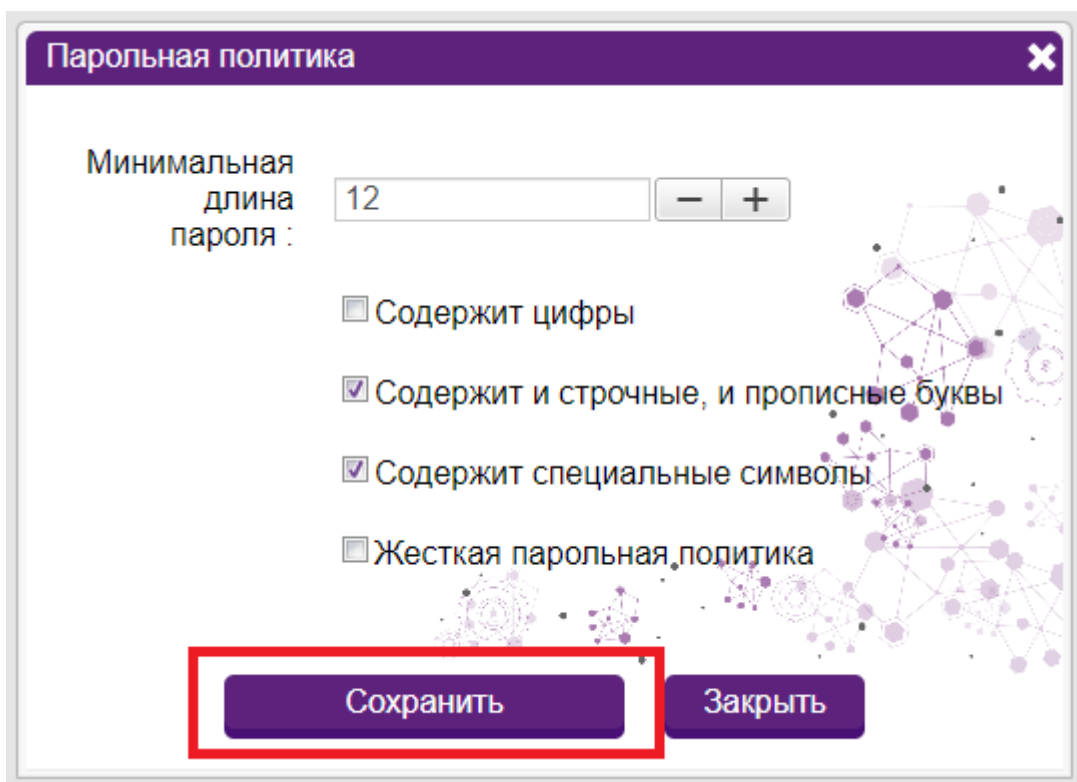 Парольная политика
Минимальная
длина
пароля :
12
Содержит цифры
Содержит и строчные, и прописные буквы
Содержит специальные символы
Жесткая парольная политика
Сохранить
Закрыть